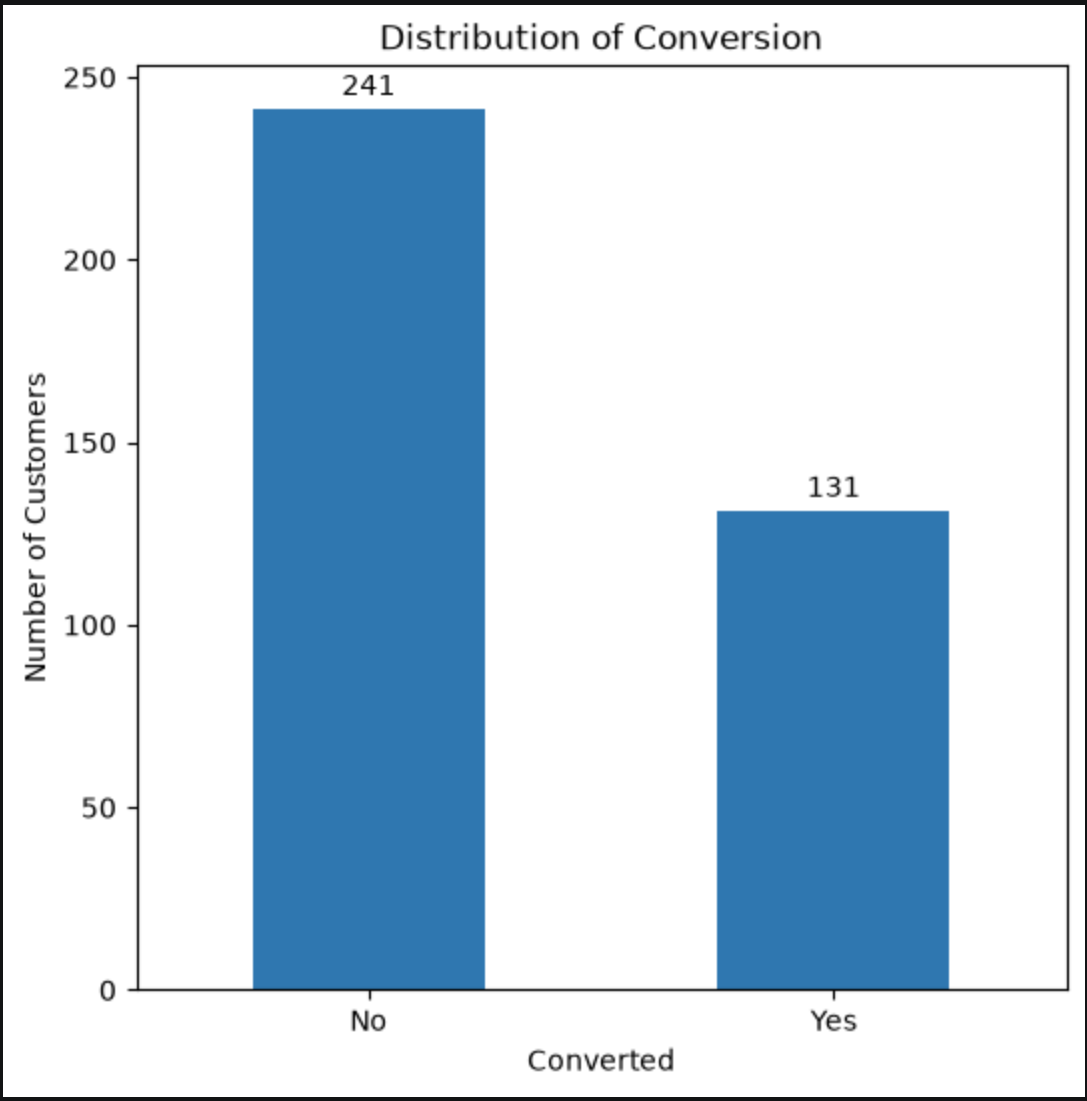 Distribution of Conversion
250
200
150
100
50
0
Number of Customers
241
131
No
Yes
Converted